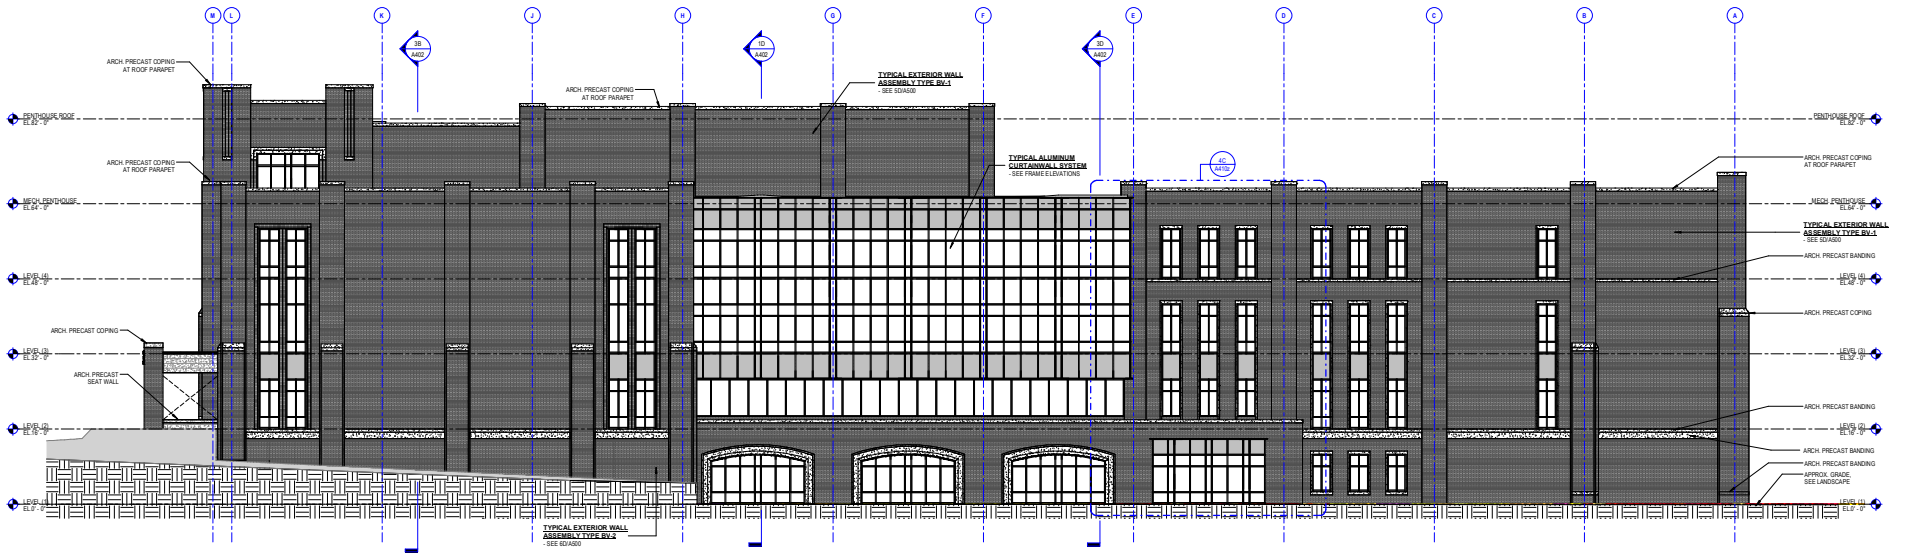 M L K J H G F E D C B A
3B
A402
1D
A402
3D
A402
ARCH. PRECAST COPING
AT ROOF PARAPET
ARCH. PRECAST COPING
AT ROOF PARAPET
TYPICAL EXTERIOR WALL
ASSEMBLY TYPE BV-1
- SEE 5D/A500
PENTHOUSE ROOF
EL.82' - 0"
PENTHOUSE ROOF
EL.82' - 0"
ARCH. PRECAST COPING
AT ROOF PARAPET
TYPICAL ALUMINUM
CURTAINWALL SYSTEM
- SEE FRAME ELEVATIONS
4C
ARCH. PRECAST COPING
AT ROOF PARAPET
MECH. PENTHOUSE
EL.64' - 0"
MECH. PENTHOUSE
EL.64' - 0"
TYPICAL EXTERIOR WALL
ASSEMBLY TYPE BV-1
- SEE 5D/A500
ARCH. PRECAST BANDING
LEVEL (4)
EL.48' - 0"
LEVEL (4)
EL.48' - 0"
ARCH. PRECAST COPING
ARCH. PRECAST COPING
LEVEL (3)
EL.32' - 0"
LEVEL (3)
EL.32' - 0"
ARCH. PRECAST
SEAT WALL
ARCH. PRECAST BANDING
LEVEL (2)
EL.16' - 0"
LEVEL (2)
EL.16' - 0"
ARCH. PRECAST BANDING
ARCH. PRECAST BANDING
APPROX. GRADE,
SEE LANDSCAPE
LEVEL (1)
EL.0' - 0"
LEVEL (1)
EL.0' - 0"
TYPICAL EXTERIOR WALL
ASSEMBLY TYPE BV-2
- SEE 6D/A500